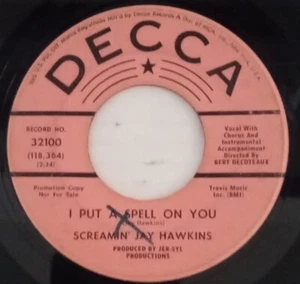 DECCA
RECORD NO.
32100
(118,364)
(2:34)
Vocal With
Chorus And
Instrumental
Accompaniment
Directed By
BERT DECOTEAUX
Promotion Copy
Not For Sale
Travis Music
Inc. (BMI)
I PUT A SPELL ON YOU
SCREAMIN' JAY HAWKINS
PRODUCED BY JER-SYL
PRODUCTIONS